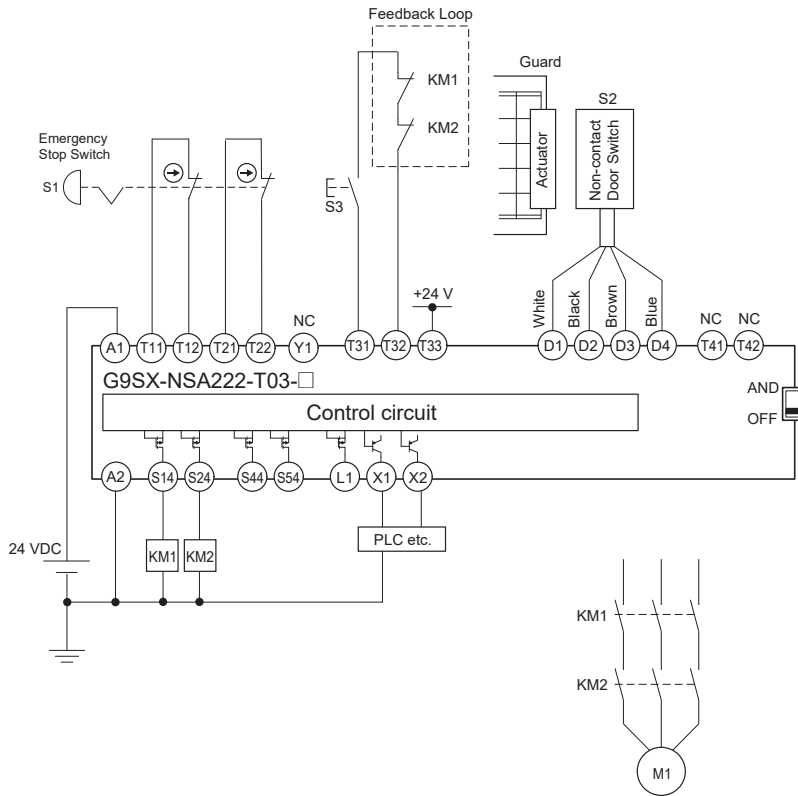 Feedback Loop
KM1
KM2
Guard
Actuator
S2
Non-contact
Door Switch
Emergency
Stop Switch
S1
S3
+24 V
White
Black
Brown
Blue
NC
NC
NC
A1
T11
T12
T21
T22
Y1
T31
T32
T33
D1
D2
D3
D4
T41
T42
G9SX-NSA222-T03-□
Control circuit
AND
OFF
A2
S14
S24
S44
S54
L1
X1
X2
24 VDC
KM1
KM2
PLC etc.
KM1
KM2
M1